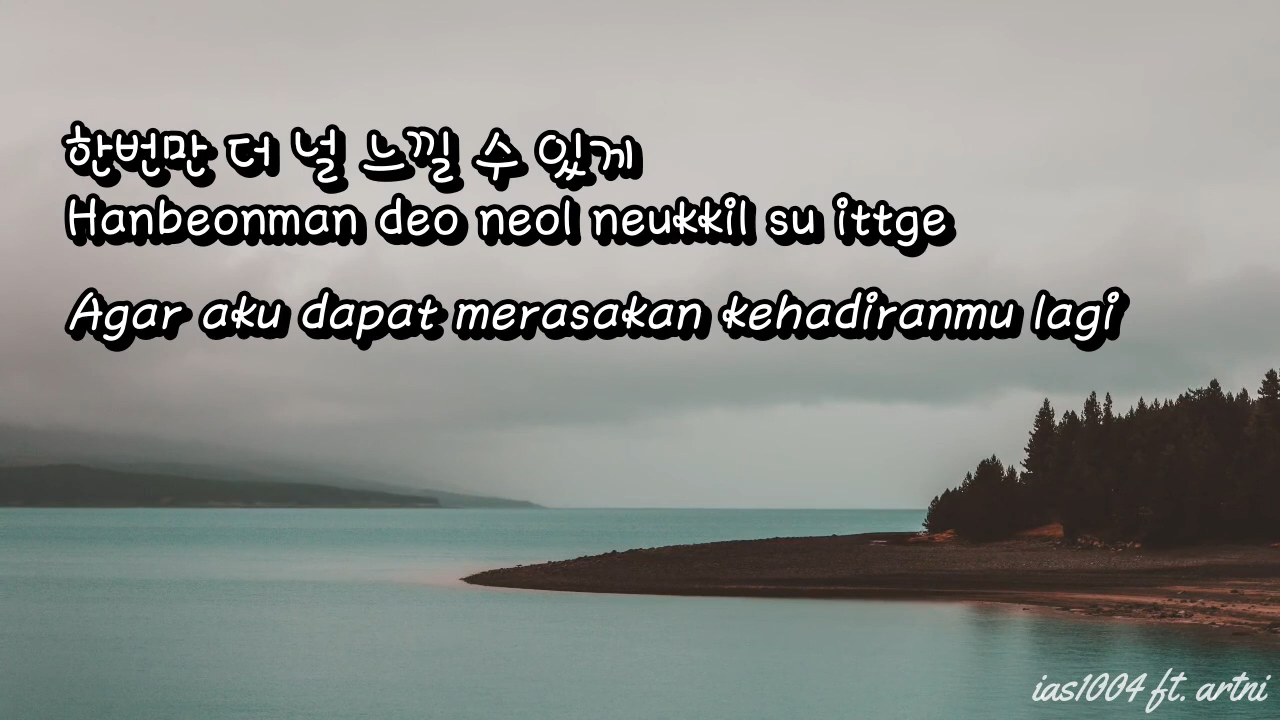 한번만 더 널 느낄 수 있게
Hanbeonman deo neol neukkil su ittge
Agar aku dapat merasakan kehadiranmu lagi
ias1004 ft. artni